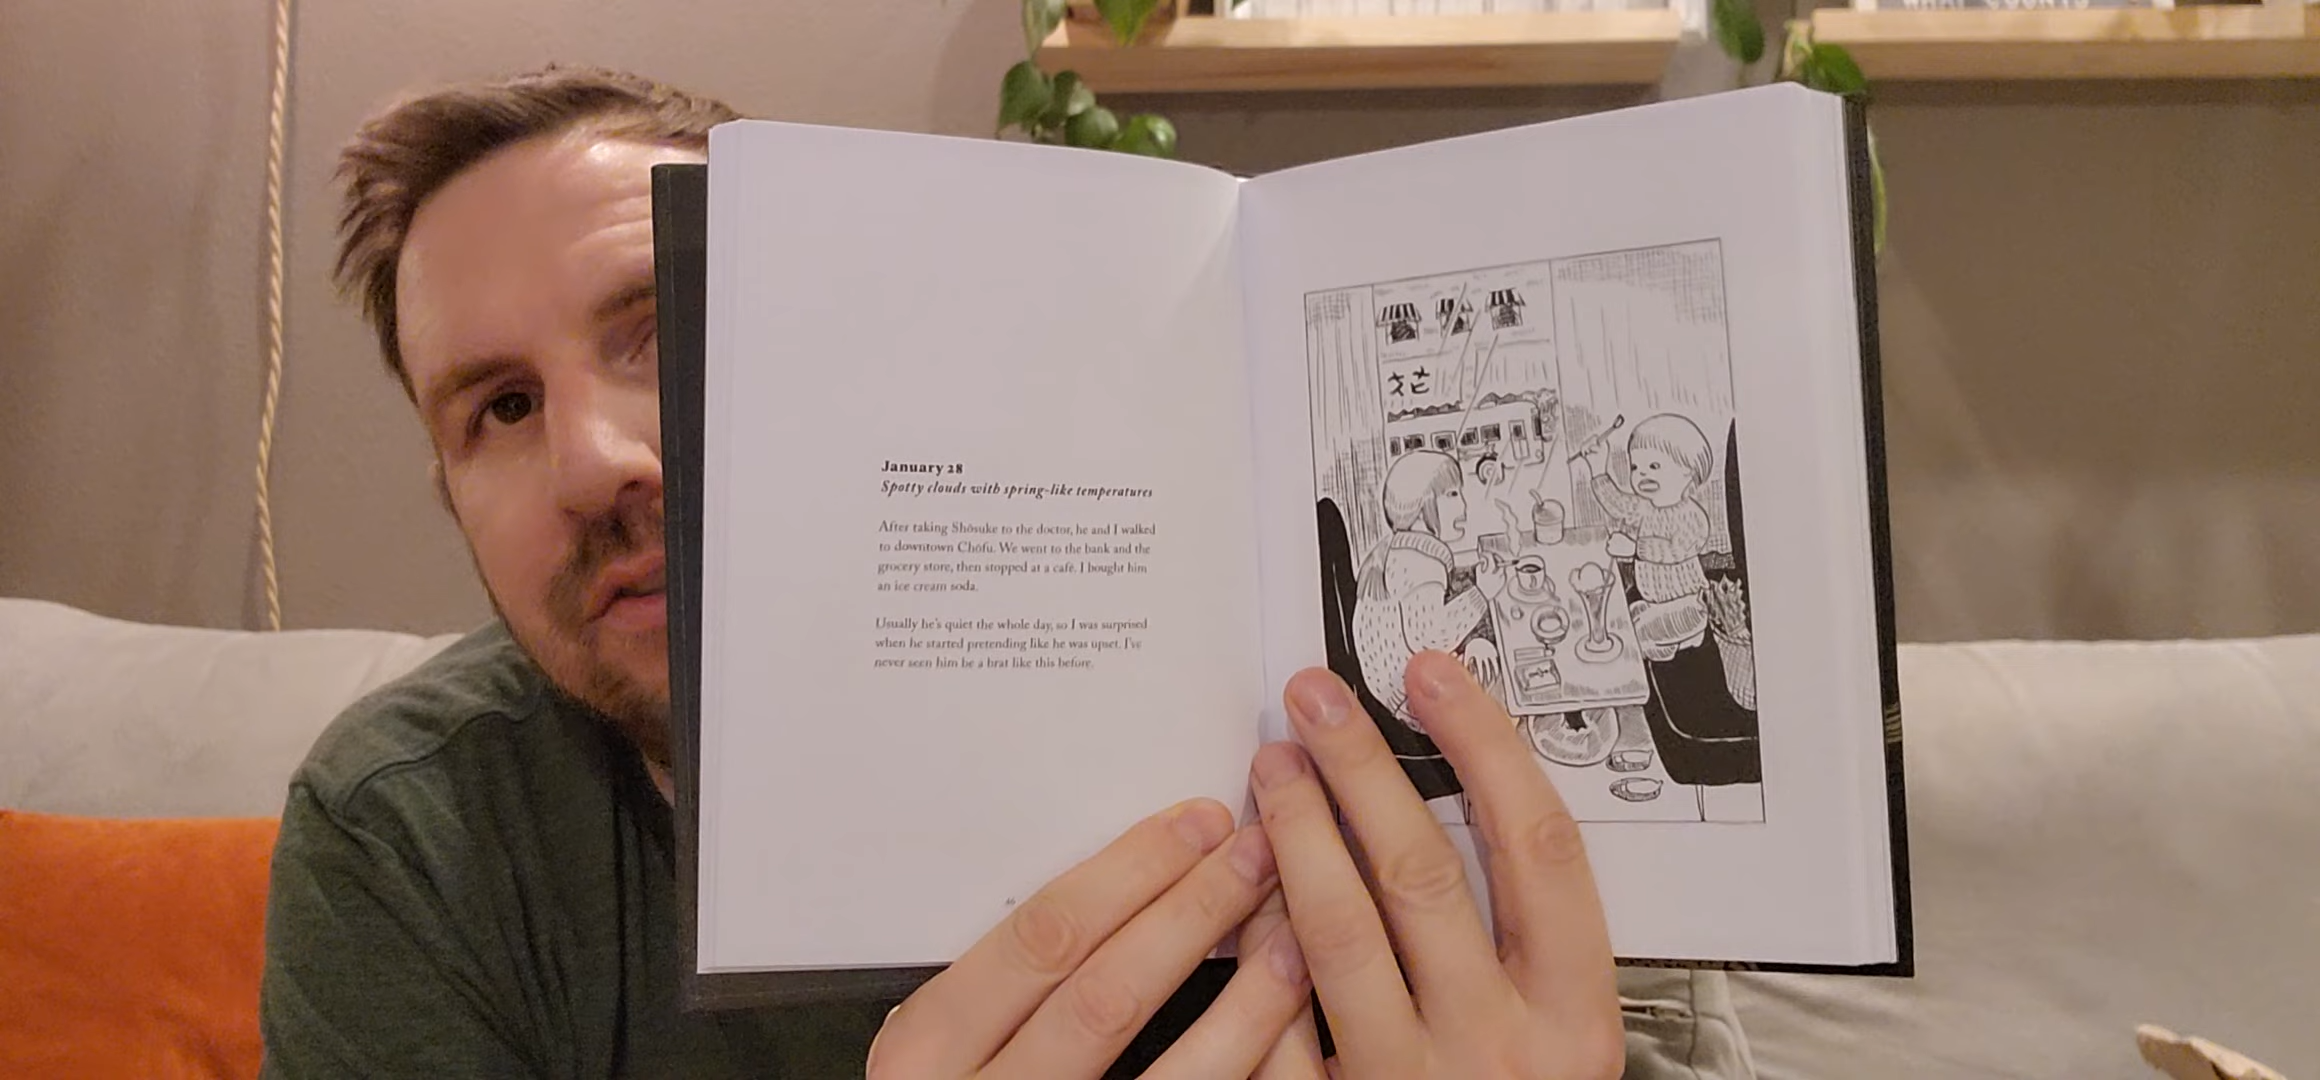 WHAT COUNTS
January 28
Spotty clouds with spring-like temperatures
After taking Shōsuke to the doctor, he and I walked
to downtown Chōfu. We went to the bank and the
grocery store, then stopped at a café. I bought him
an ice cream soda.
Usually he's quiet the whole day, so I was surprised
when he started pretending like he was upset. I've
never seen him be a brat like this before.
46